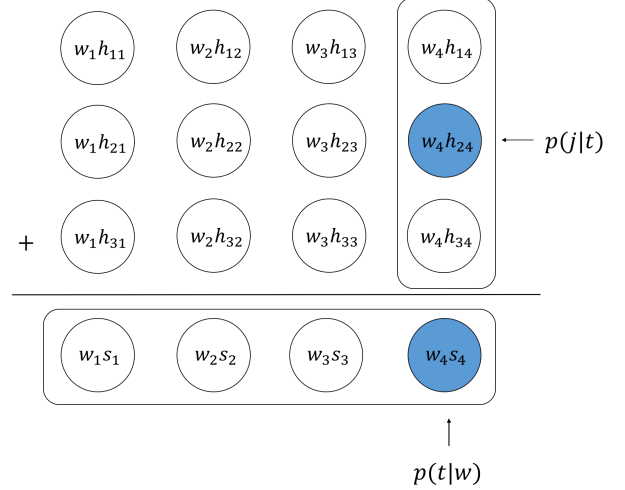 w₁h₁₁ w₂h₁₂ w₃h₁₃ w₄h₁₄
w₁h₂₁ w₂h₂₂ w₃h₂₃ w₄h₂₄ p(j|t)
+ w₁h₃₁ w₂h₃₂ w₃h₃₃ w₄h₃₄
w₁s₁ w₂s₂ w₃s₃ w₄s₄
p(t|w)